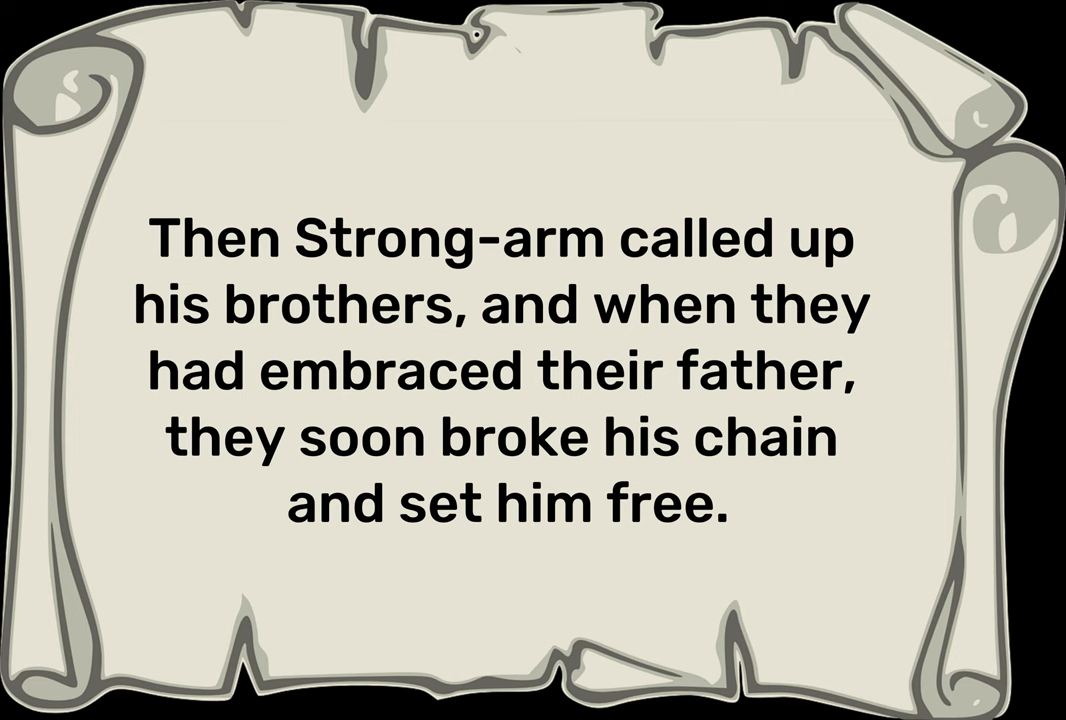 Then Strong-arm called up
his brothers, and when they
had embraced their father,
they soon broke his chain
and set him free.